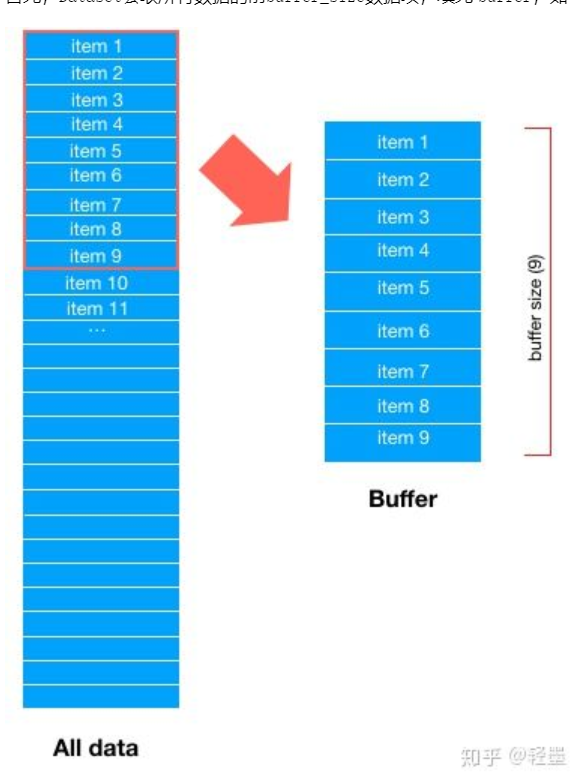 Dataset会取所有数据的前buffer_size数据项，填充 buffer，如
item 1
item 2
item 3
item 4
item 5
item 6
item 7
item 8
item 9
item 10
item 11
...
All data
item 1
item 2
item 3
item 4
item 5
item 6
item 7
item 8
item 9
Buffer
buffer size (9)
知乎 @轻墨